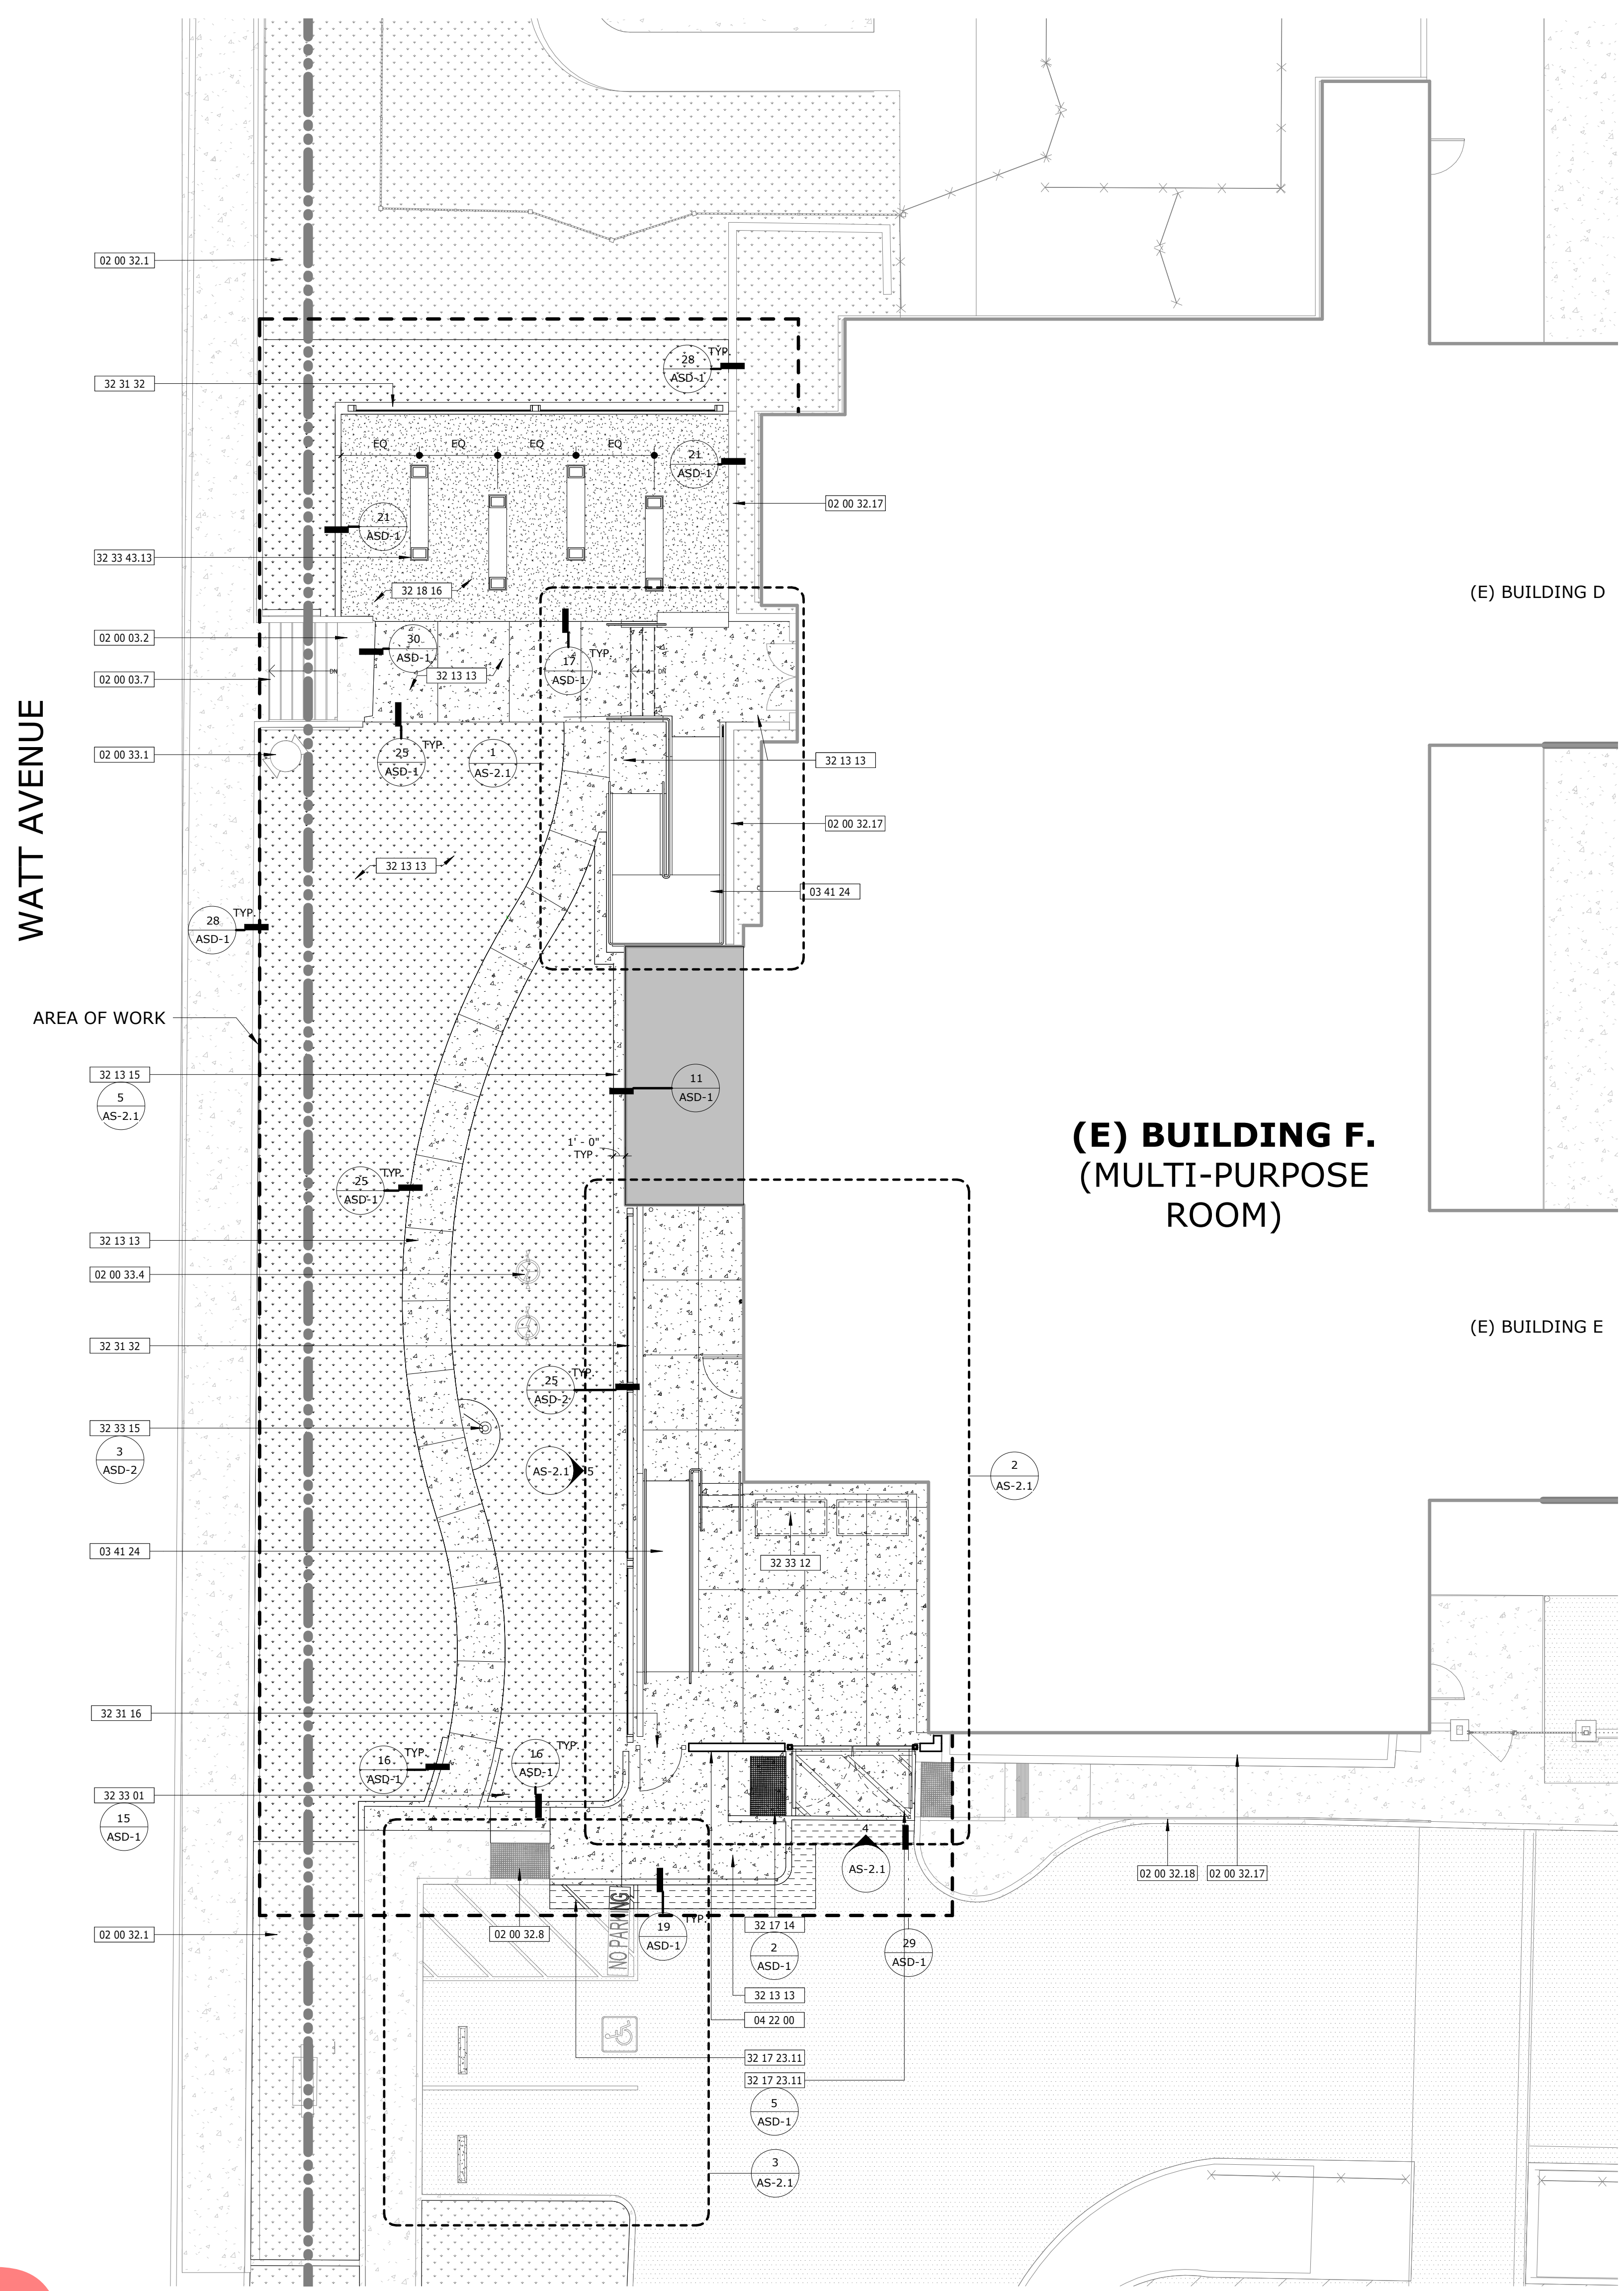 02 00 32.1
28
TYP.
ASD-1
32 31 32
EQ
EQ
EQ
EQ
21
ASD-1
02 00 32.17
21
ASD-1
32 33 43.13
32 18 16
(E) BUILDING D
02 00 03.2
30
ASD-1
17
TYP.
ASD-1
DN
DN
32 13 13
02 00 03.7
WATT AVENUE
02 00 33.1
25
TYP.
ASD-1
1
AS-2.1
32 13 13
02 00 32.17
32 13 13
03 41 24
28
TYP.
ASD-1
AREA OF WORK
32 13 15
5
AS-2.1
11
ASD-1
1' - 0"
TYP
(E) BUILDING F.
(MULTI-PURPOSE
ROOM)
25
TYP.
ASD-1
32 13 13
02 00 33.4
(E) BUILDING E
32 31 32
25
TYP.
ASD-2
32 33 15
3
ASD-2
AS-2.1
5
2
AS-2.1
03 41 24
32 33 12
32 31 16
16
TYP.
ASD-1
16
TYP.
ASD-1
32 33 01
15
ASD-1
4
AS-2.1
02 00 32.18
02 00 32.17
NO PARKING
02 00 32.1
02 00 32.8
19
TYP.
ASD-1
32 17 14
2
ASD-1
29
ASD-1
32 13 13
04 22 00
32 17 23.11
32 17 23.11
5
ASD-1
3
AS-2.1